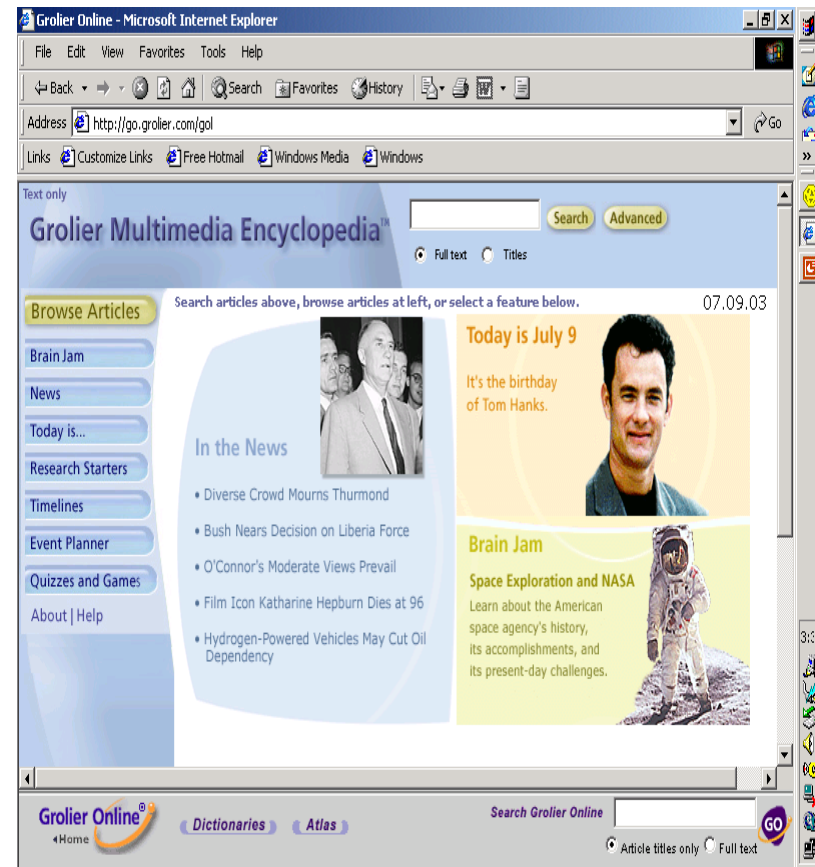 Grolier Online - Microsoft Internet Explorer
File Edit View Favorites Tools Help
Back Search Favorites History
Address http://go.grolier.com/gol Go
Links Customize Links Free Hotmail Windows Media Windows
Text only
Grolier Multimedia Encyclopedia™
Search Advanced
Full text Titles
Search articles above, browse articles at left, or select a feature below. 07.09.03
Browse Articles
Brain Jam
News
Today is...
Research Starters
Timelines
Event Planner
Quizzes and Games
About | Help
In the News
• Diverse Crowd Mourns Thurmond
• Bush Nears Decision on Liberia Force
• O'Connor's Moderate Views Prevail
• Film Icon Katharine Hepburn Dies at 96
• Hydrogen-Powered Vehicles May Cut Oil
Dependency
Today is July 9
It's the birthday
of Tom Hanks.
Brain Jam
Space Exploration and NASA
Learn about the American
space agency's history,
its accomplishments, and
its present-day challenges.
Grolier Online®
Home
Dictionaries Atlas
Search Grolier Online
GO
Article titles only Full text